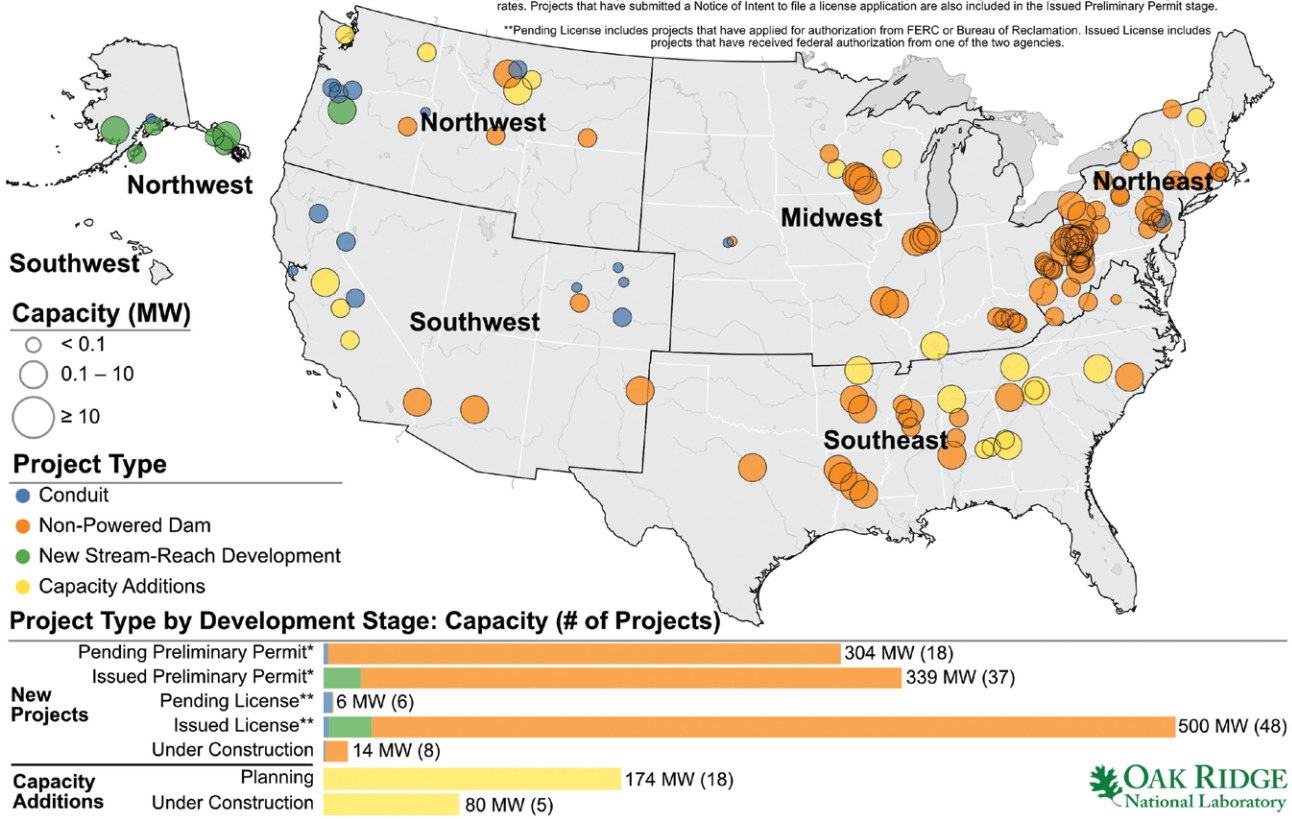 rates. Projects that have submitted a Notice of Intent to file a license application are also included in the Issued Preliminary Permit stage.
**Pending License includes projects that have applied for authorization from FERC or Bureau of Reclamation. Issued License includes
projects that have received federal authorization from one of the two agencies.
Northwest
Northwest
Northeast
Midwest
Southwest
Southwest
Southeast
Capacity (MW)
< 0.1
0.1 – 10
≥ 10
Project Type
Conduit
Non-Powered Dam
New Stream-Reach Development
Capacity Additions
Project Type by Development Stage: Capacity (# of Projects)
New
Projects
Pending Preliminary Permit* 304 MW (18)
Issued Preliminary Permit* 339 MW (37)
Pending License** 6 MW (6)
Issued License** 500 MW (48)
Under Construction 14 MW (8)
Capacity
Additions
Planning 174 MW (18)
Under Construction 80 MW (5)
OAK RIDGE
National Laboratory